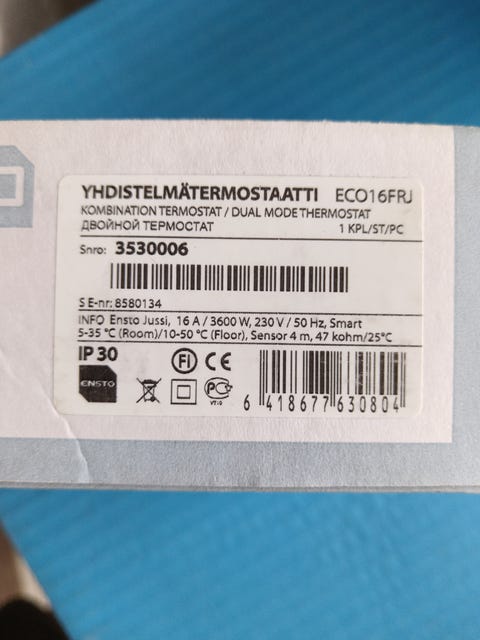 YHDISTELMÄTERMOSTAATTI ECO16FRJ
KOMBINATION TERMOSTAT / DUAL MODE THERMOSTAT
ДВОЙНОЙ ТЕРМОСТАТ 1 KPL/ST/PC
Snro: 3530006
S E-nr: 8580134
INFO Ensto Jussi, 16 A / 3600 W, 230 V / 50 Hz, Smart
5-35 °C (Room)/10-50 °C (Floor), Sensor 4 m, 47 kohm/25°C
IP 30
FI CE
ENSTO
6 418677 630804